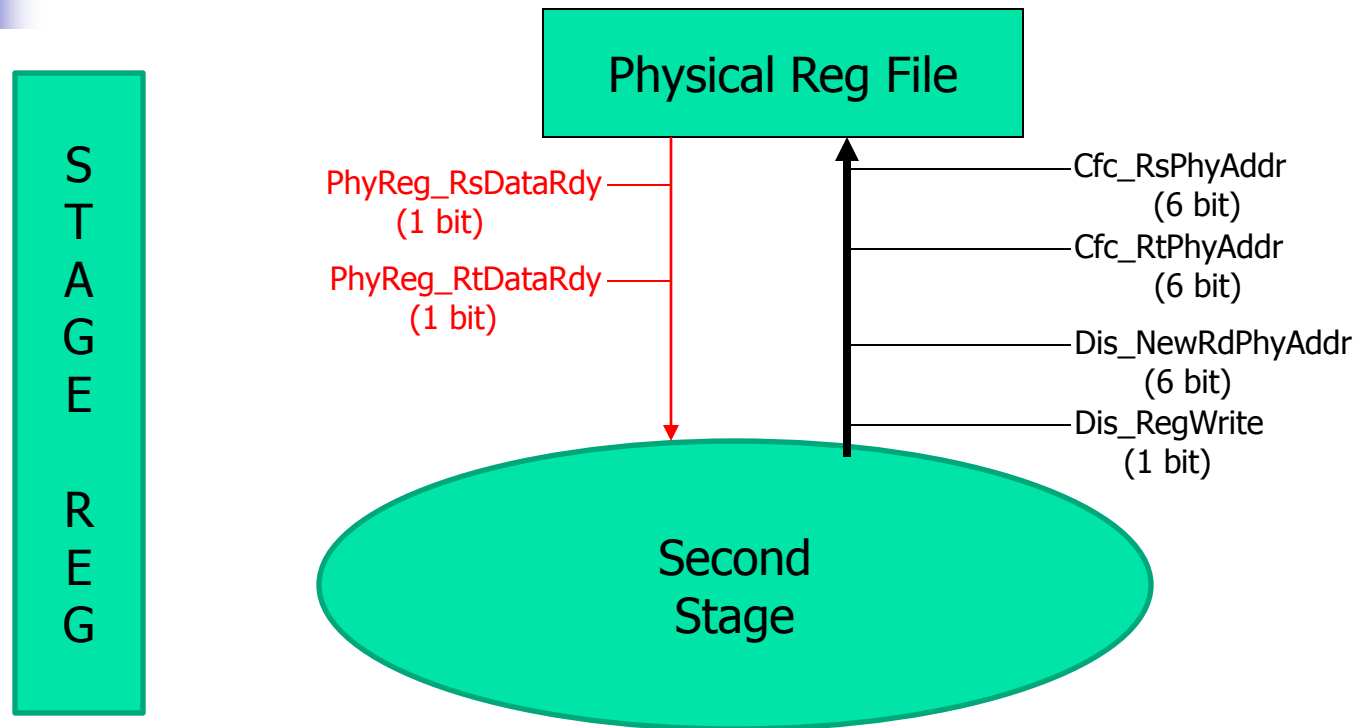 Physical Reg File
S
T
A
G
E
R
E
G
PhyReg_RsDataRdy
(1 bit)
PhyReg_RtDataRdy
(1 bit)
Cfc_RsPhyAddr
(6 bit)
Cfc_RtPhyAddr
(6 bit)
Dis_NewRdPhyAddr
(6 bit)
Dis_RegWrite
(1 bit)
Second
Stage